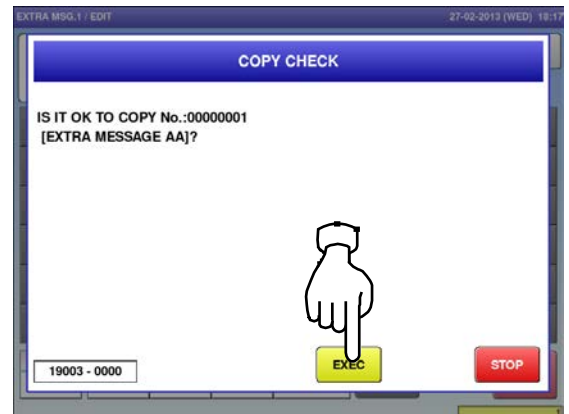 EXTRA MSG.1 / EDIT 27-02-2013 (WED) 18:17
COPY CHECK
IS IT OK TO COPY No.:00000001
[EXTRA MESSAGE AA]?
19003 - 0000 EXEC STOP